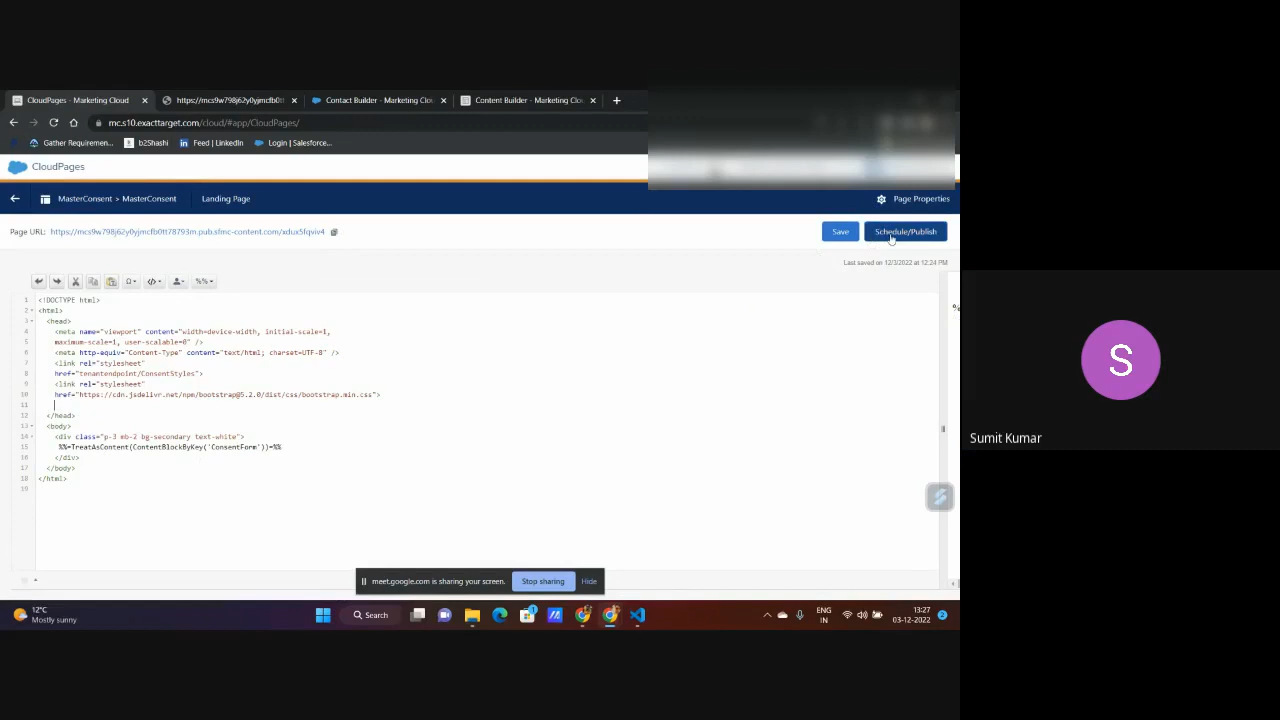 CloudPages - Marketing Cloud
https://mcs9w798j62y0yjmcfb0tt
Contact Builder - Marketing Clou
Content Builder - Marketing Clou
mc.s10.exacttarget.com/cloud/#app/CloudPages/
Gather Requiremen...
b2Shashi
Feed | LinkedIn
Login | Salesforce...
CloudPages
MasterConsent > MasterConsent
Landing Page
Page Properties
Page URL: https://mcs9w798j62y0yjmcfb0tt78793m.pub.sfmc-content.com/xdux5fqviv4
Save
Schedule/Publish
Last saved on 12/3/2022 at 12:24 PM
Ω
</>
%%
1 <!DOCTYPE html>
2 <html>
3 <head>
4 <meta name="viewport" content="width=device-width, initial-scale=1,
5 maximum-scale=1, user-scalable=0" />
6 <meta http-equiv="Content-Type" content="text/html; charset=UTF-8" />
7 <link rel="stylesheet"
8 href="tenantendpoint/ConsentStyles">
9 <link rel="stylesheet"
10 href="https://cdn.jsdelivr.net/npm/bootstrap@5.2.0/dist/css/bootstrap.min.css">
11
12 </head>
13 <body>
14 <div class="p-3 mb-2 bg-secondary text-white">
15 %%=TreatAsContent(ContentBlockByKey('ConsentForm'))=%%
16 </div>
17 </body>
18 </html>
19
S
Sumit Kumar
meet.google.com is sharing your screen.
Stop sharing
Hide
12°C
Mostly sunny
Search
ENG
IN
13:27
03-12-2022
2